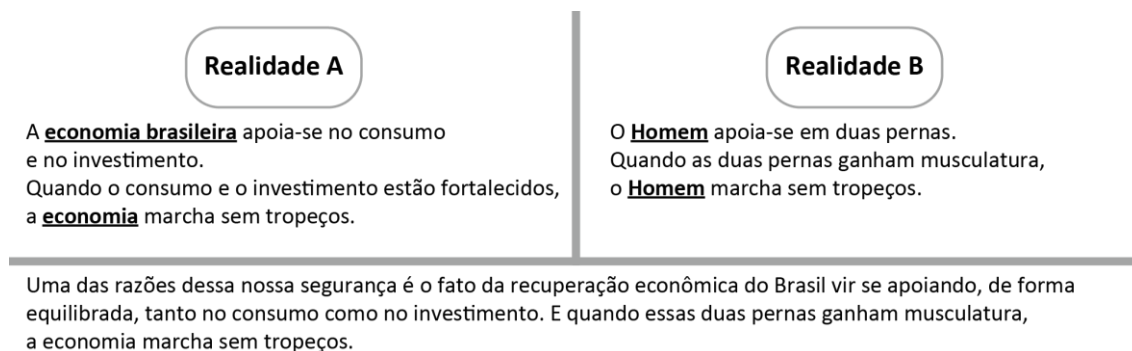 Realidade A
A economia brasileira apoia-se no consumo
e no investimento.
Quando o consumo e o investimento estão fortalecidos,
a economia marcha sem tropeços.
Realidade B
O Homem apoia-se em duas pernas.
Quando as duas pernas ganham musculatura,
o Homem marcha sem tropeços.
Uma das razões dessa nossa segurança é o fato da recuperação econômica do Brasil vir se apoiando, de forma
equilibrada, tanto no consumo como no investimento. E quando essas duas pernas ganham musculatura,
a economia marcha sem tropeços.